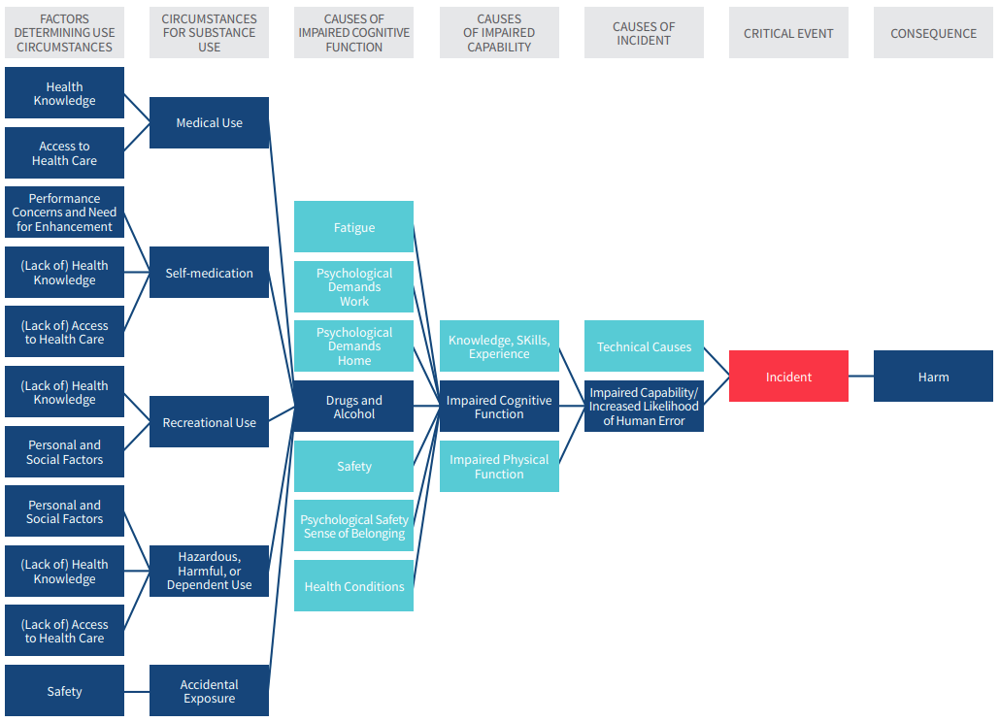 FACTORS
DETERMINING USE
CIRCUMSTANCES
CIRCUMSTANCES
FOR SUBSTANCE
USE
CAUSES OF
IMPAIRED COGNITIVE
FUNCTION
CAUSES
OF IMPAIRED
CAPABILITY
CAUSES OF
INCIDENT
CRITICAL EVENT
CONSEQUENCE
Health
Knowledge
Access to
Health Care
Performance
Concerns and Need
for Enhancement
(Lack of) Health
Knowledge
(Lack of) Access
to Health Care
(Lack of) Health
Knowledge
Personal and
Social Factors
Personal and
Social Factors
(Lack of) Health
Knowledge
(Lack of) Access
to Health Care
Safety
Medical Use
Self-medication
Recreational Use
Hazardous,
Harmful, or
Dependent Use
Accidental
Exposure
Fatigue
Psychological
Demands
Work
Psychological
Demands
Home
Drugs and
Alcohol
Safety
Psychological Safety
Sense of Belonging
Health Conditions
Knowledge, SKills,
Experience
Impaired Cognitive
Function
Impaired Physical
Function
Technical Causes
Impaired Capability/
Increased Likelihood
of Human Error
Incident
Harm